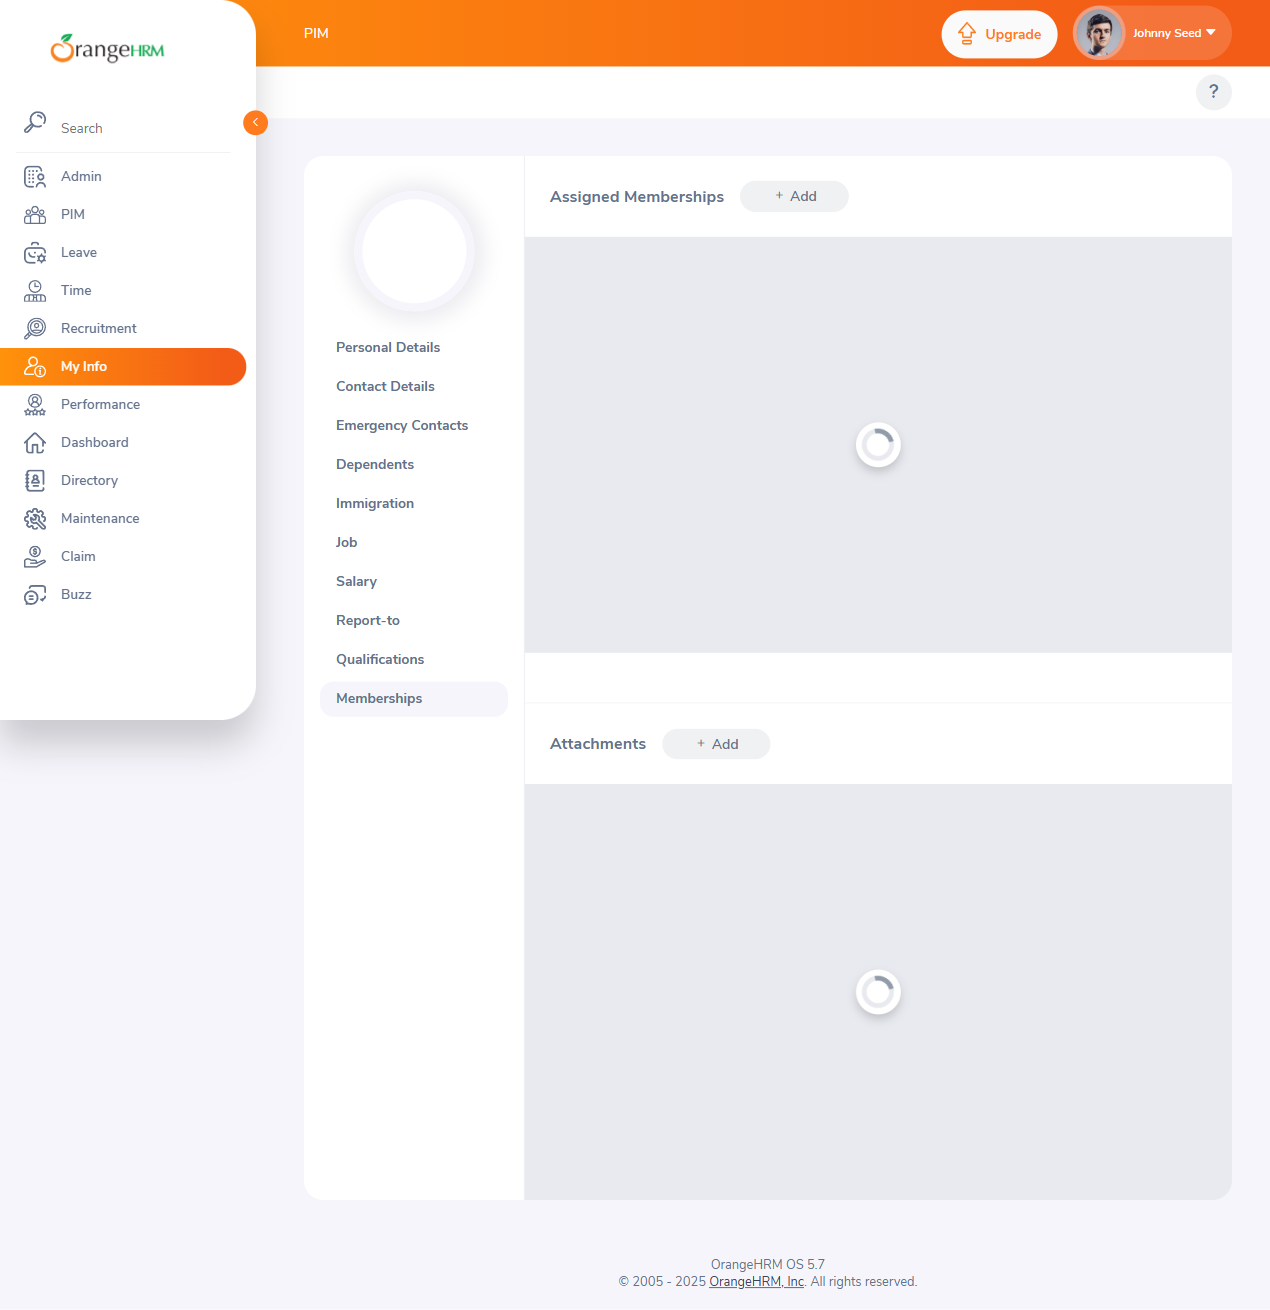 OrangeHRM
PIM
Upgrade
Johnny Seed
?
Search
Admin
PIM
Leave
Time
Recruitment
My Info
Performance
Dashboard
Directory
Maintenance
Claim
Buzz
Personal Details
Contact Details
Emergency Contacts
Dependents
Immigration
Job
Salary
Report-to
Qualifications
Memberships
Assigned Memberships
+ Add
Attachments
+ Add
OrangeHRM OS 5.7
© 2005 - 2025 OrangeHRM, Inc. All rights reserved.